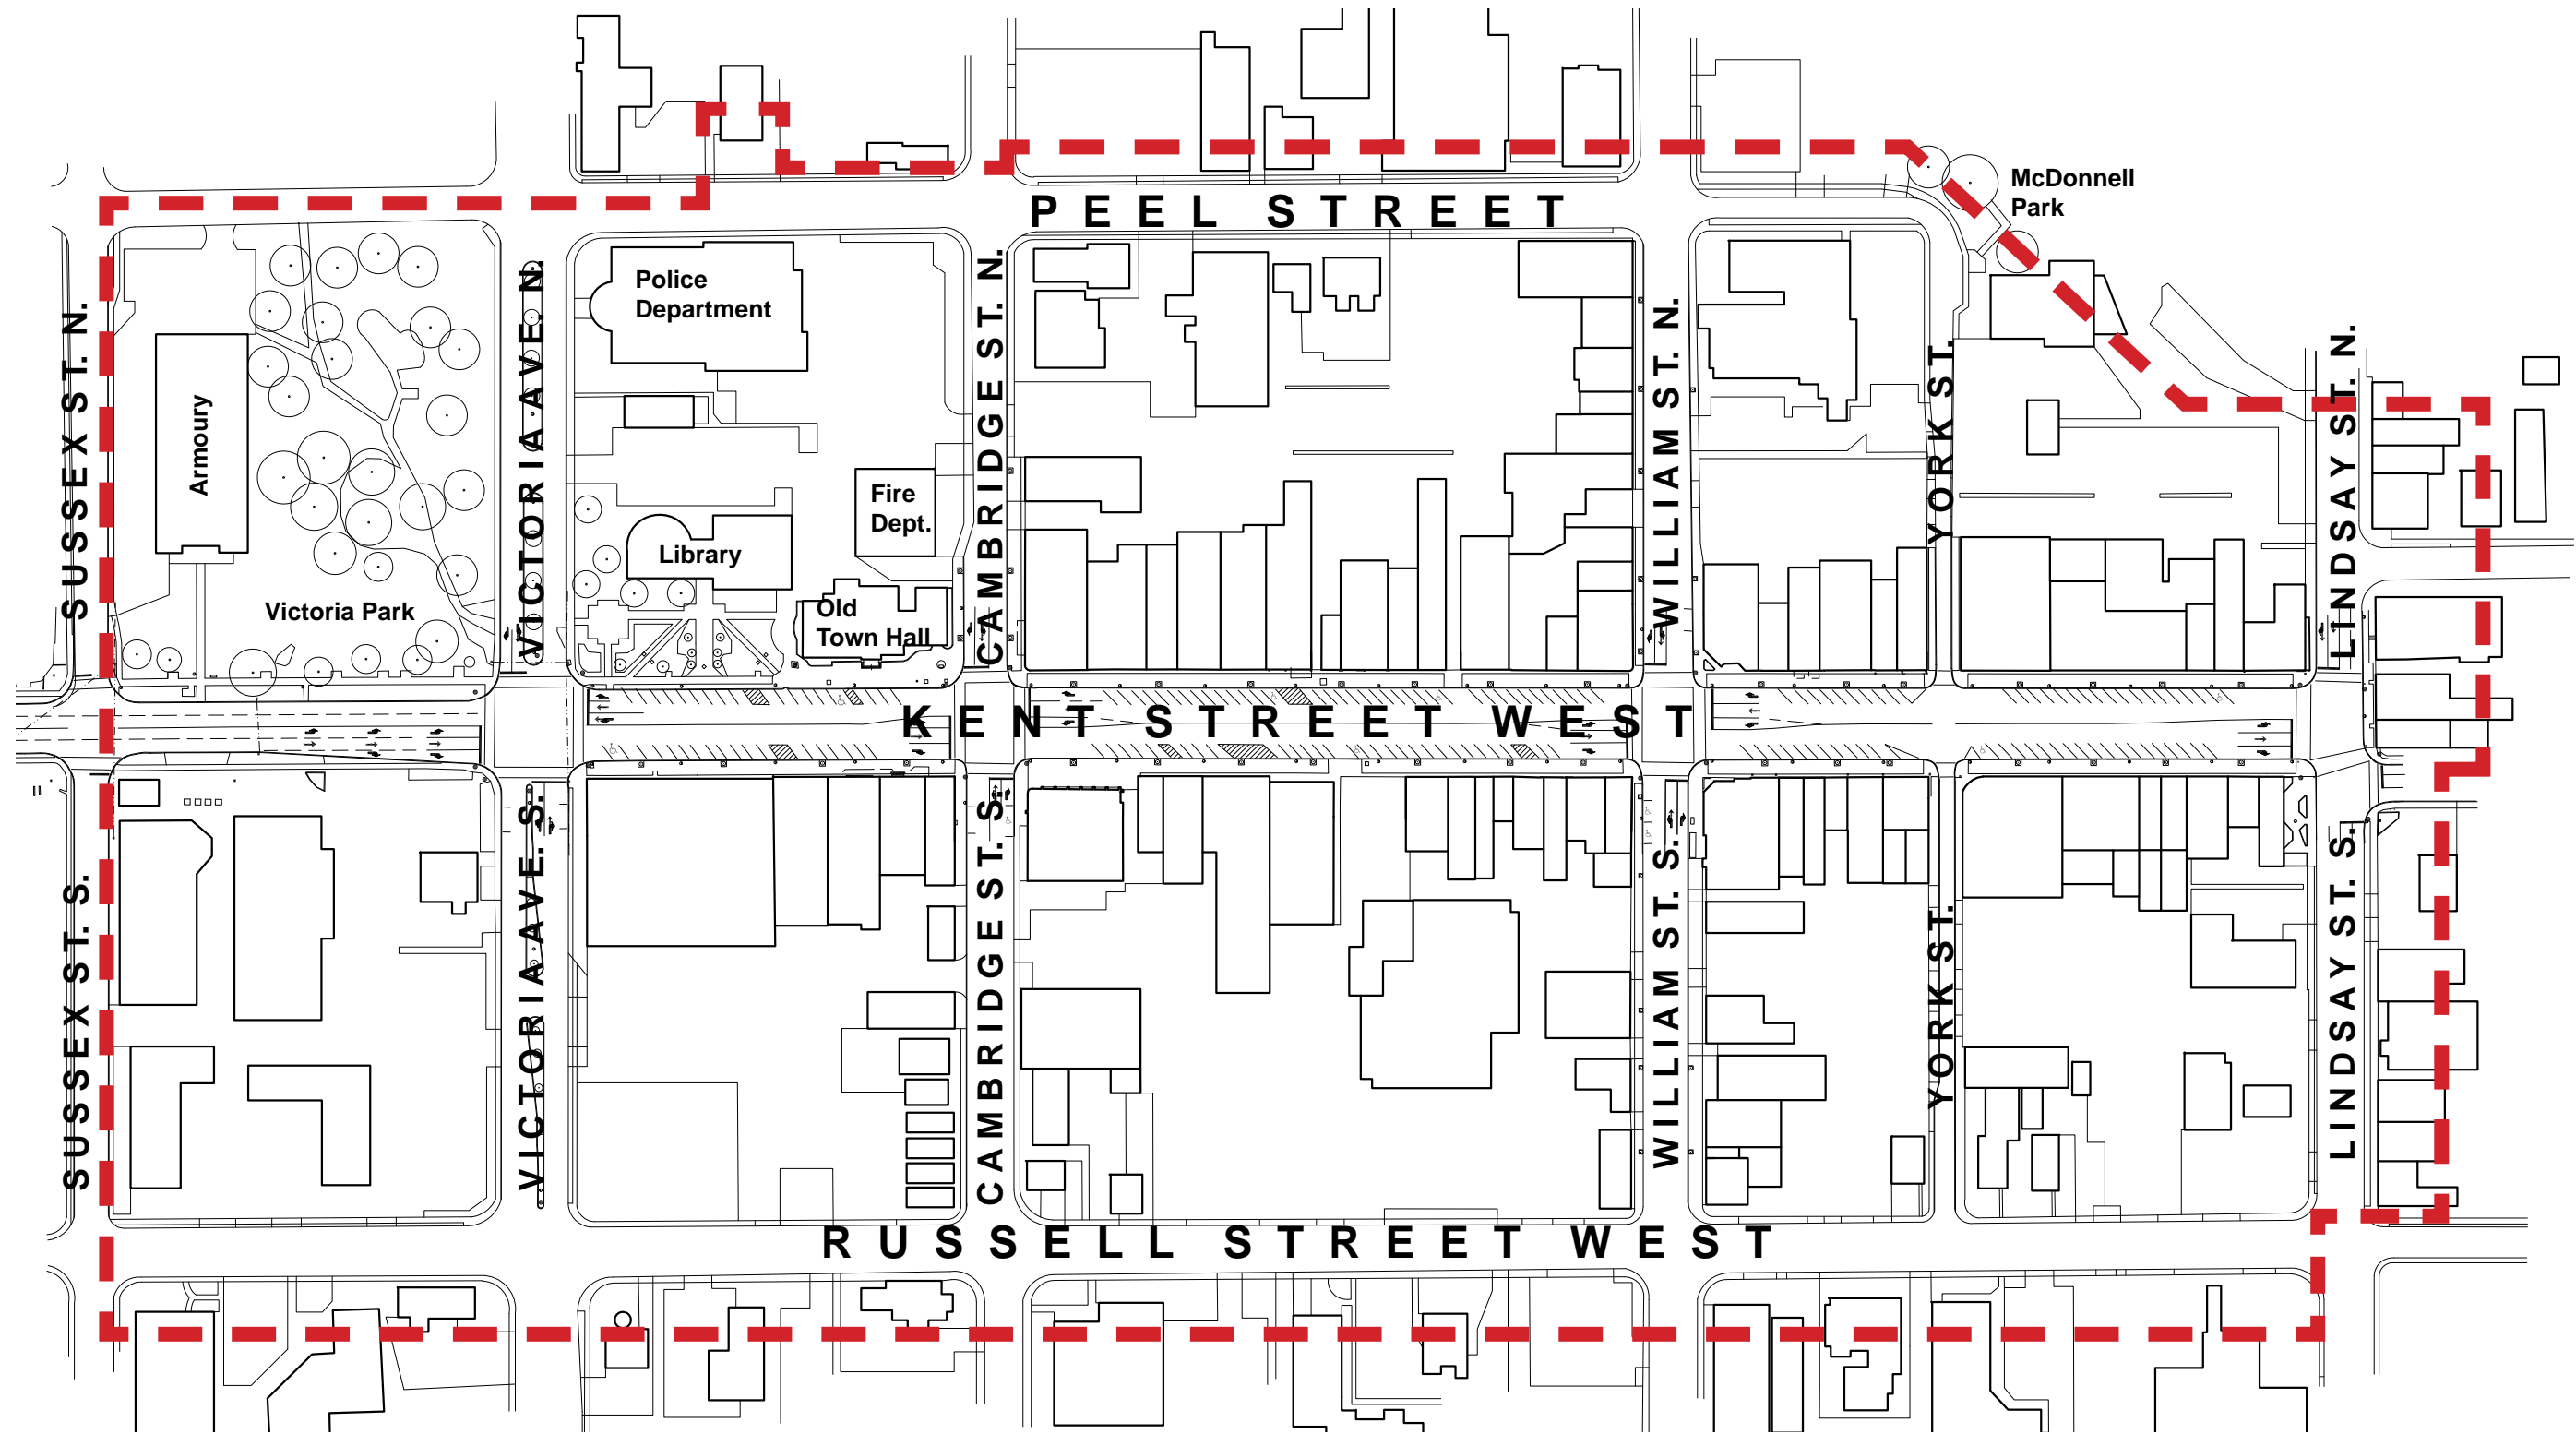 McDonnell
Park
PEEL STREET
Police
Department
SUSSEX ST. N.
VICTORIA AVE. N.
CAMBRIDGE ST. N.
WILLIAM ST. N.
YORK ST.
LINDSAY ST. N.
Armoury
Fire
Dept.
Library
Victoria Park
Old
Town Hall
KENT STREET WEST
SUSSEX ST. S.
VICTORIA AVE. S.
CAMBRIDGE ST. S.
WILLIAM ST. S.
YORK ST.
LINDSAY ST. S.
RUSSELL STREET WEST